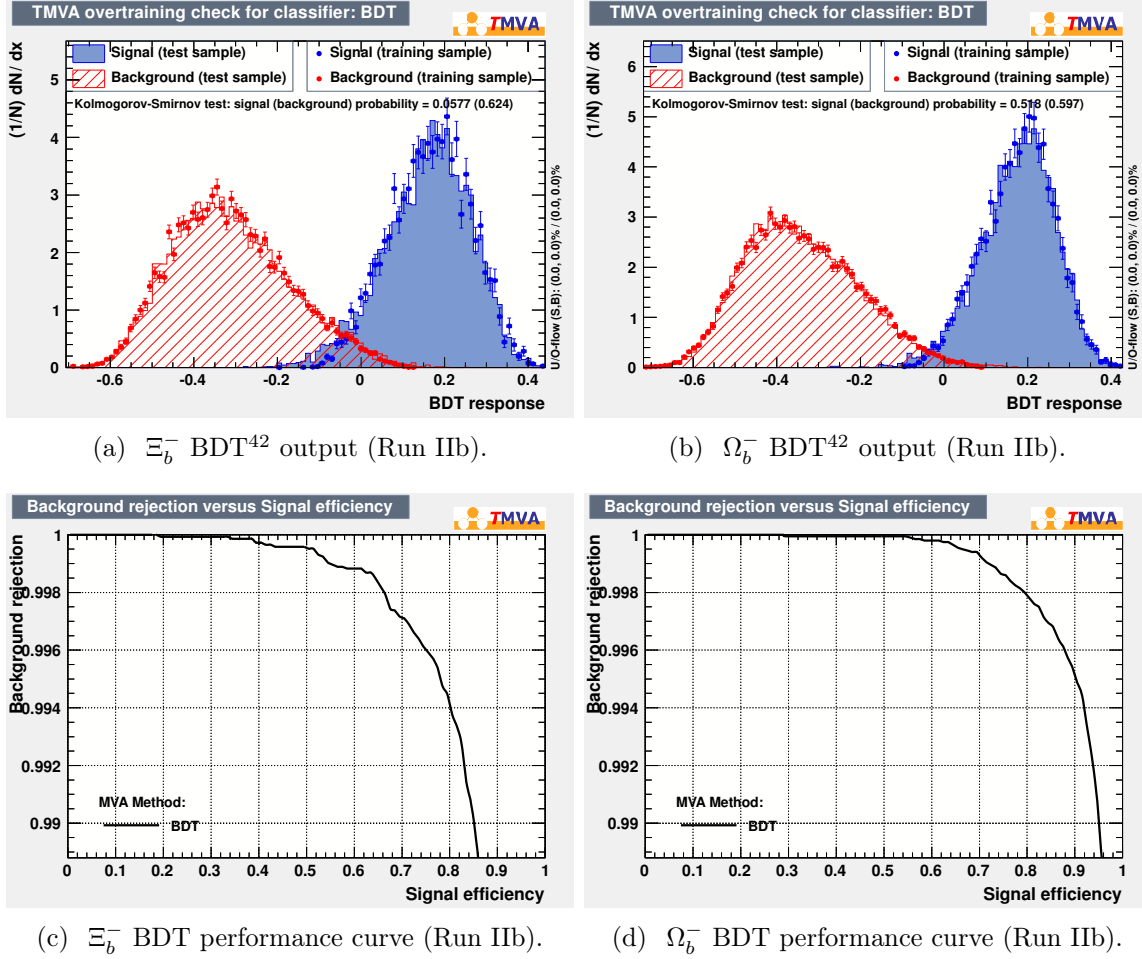 TMVA overtraining check for classifier: BDT
TMVA
Signal (test sample)
Background (test sample)
Signal (training sample)
Background (training sample)
Kolmogorov-Smirnov test: signal (background) probability = 0.0577 (0.624)
(1/N) dN / dx
5
4
3
2
1
0
-0.6 -0.4 -0.2 0 0.2 0.4
BDT response
U/O-flow (S,B): (0.0, 0.0)% / (0.0, 0.0)%
(a) Ξ_b^- BDT^42 output (Run IIb).
TMVA overtraining check for classifier: BDT
TMVA
Signal (test sample)
Background (test sample)
Signal (training sample)
Background (training sample)
Kolmogorov-Smirnov test: signal (background) probability = 0.518 (0.597)
(1/N) dN / dx
6
5
4
3
2
1
0
-0.6 -0.4 -0.2 0 0.2 0.4
BDT response
U/O-flow (S,B): (0.0, 0.0)% / (0.0, 0.0)%
(b) Ω_b^- BDT^42 output (Run IIb).
Background rejection versus Signal efficiency
TMVA
Background rejection
1
0.998
0.996
0.994
0.992
0.99
MVA Method:
BDT
0 0.1 0.2 0.3 0.4 0.5 0.6 0.7 0.8 0.9 1
Signal efficiency
(c) Ξ_b^- BDT performance curve (Run IIb).
Background rejection versus Signal efficiency
TMVA
Background rejection
1
0.998
0.996
0.994
0.992
0.99
MVA Method:
BDT
0 0.1 0.2 0.3 0.4 0.5 0.6 0.7 0.8 0.9 1
Signal efficiency
(d) Ω_b^- BDT performance curve (Run IIb).